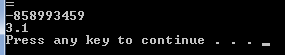 =
-858993459
3.1
Press any key to continue . . .